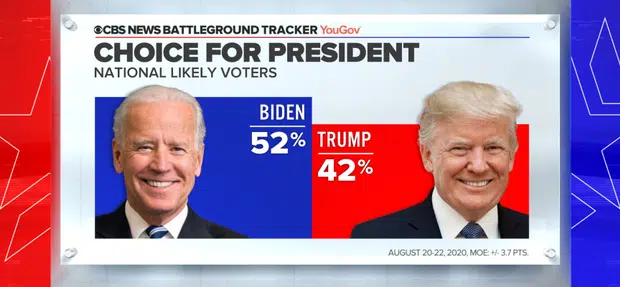 CBS NEWS BATTLEGROUND TRACKER YouGov
CHOICE FOR PRESIDENT
NATIONAL LIKELY VOTERS
BIDEN
52%
TRUMP
42%
AUGUST 20-22, 2020, MOE: +/- 3.7 PTS.